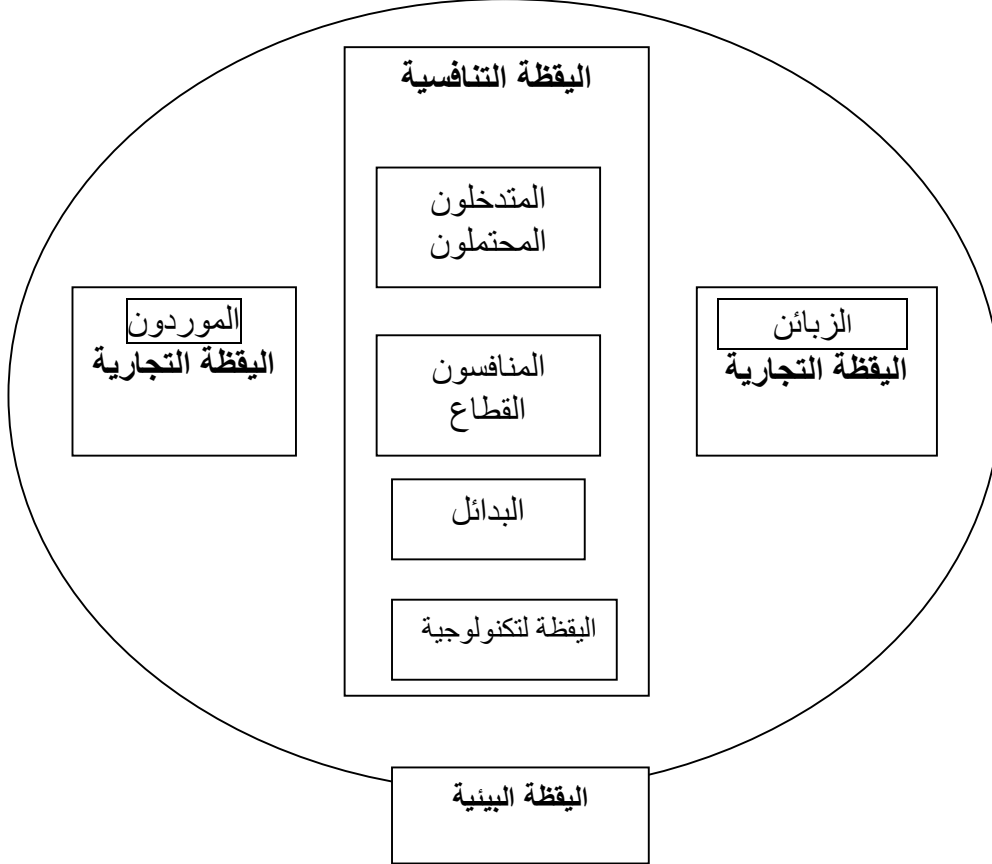 اليقظة التنافسية
المتدخلون
المحتملون
الزبائن
اليقظة التجارية
المنافسون
القطاع
الموردون
اليقظة التجارية
البدائل
اليقظة لتكنولوجية
اليقظة البيئية